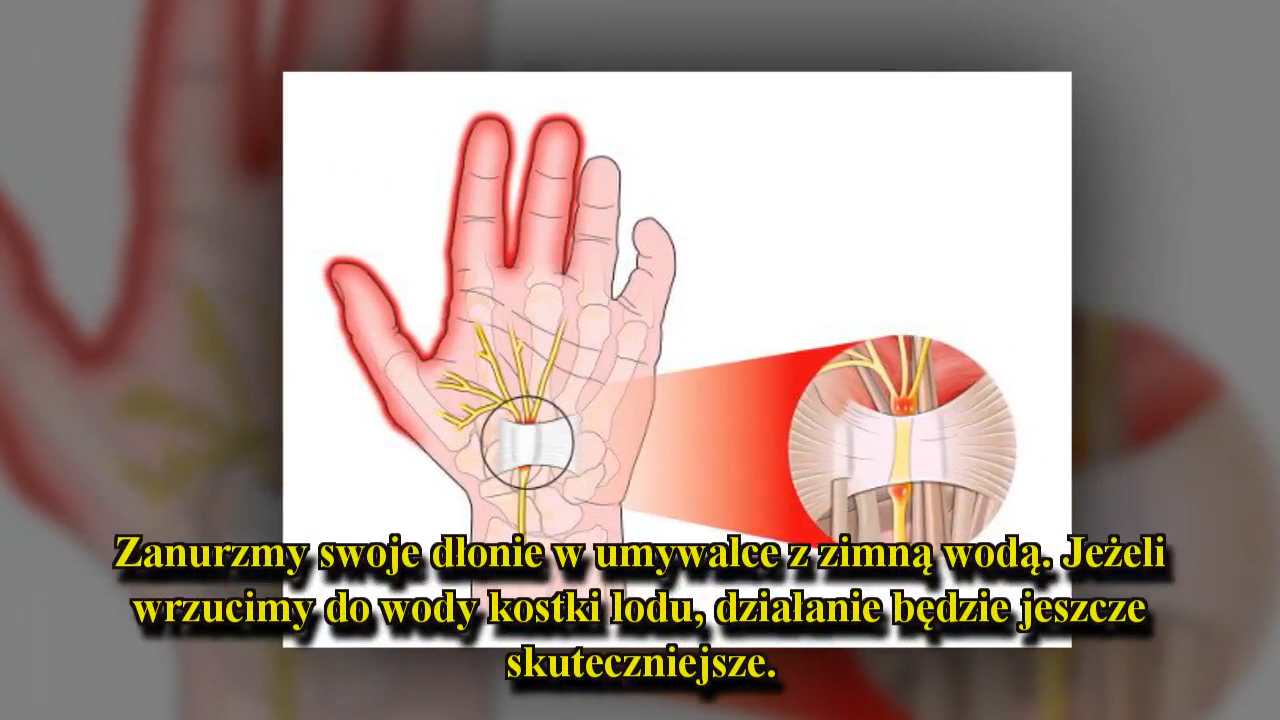 Zanurzmy swoje dłonie w umywalce z zimną wodą. Jeżeli
wrzucimy do wody kostki lodu, działanie będzie jeszcze
skuteczniejsze.